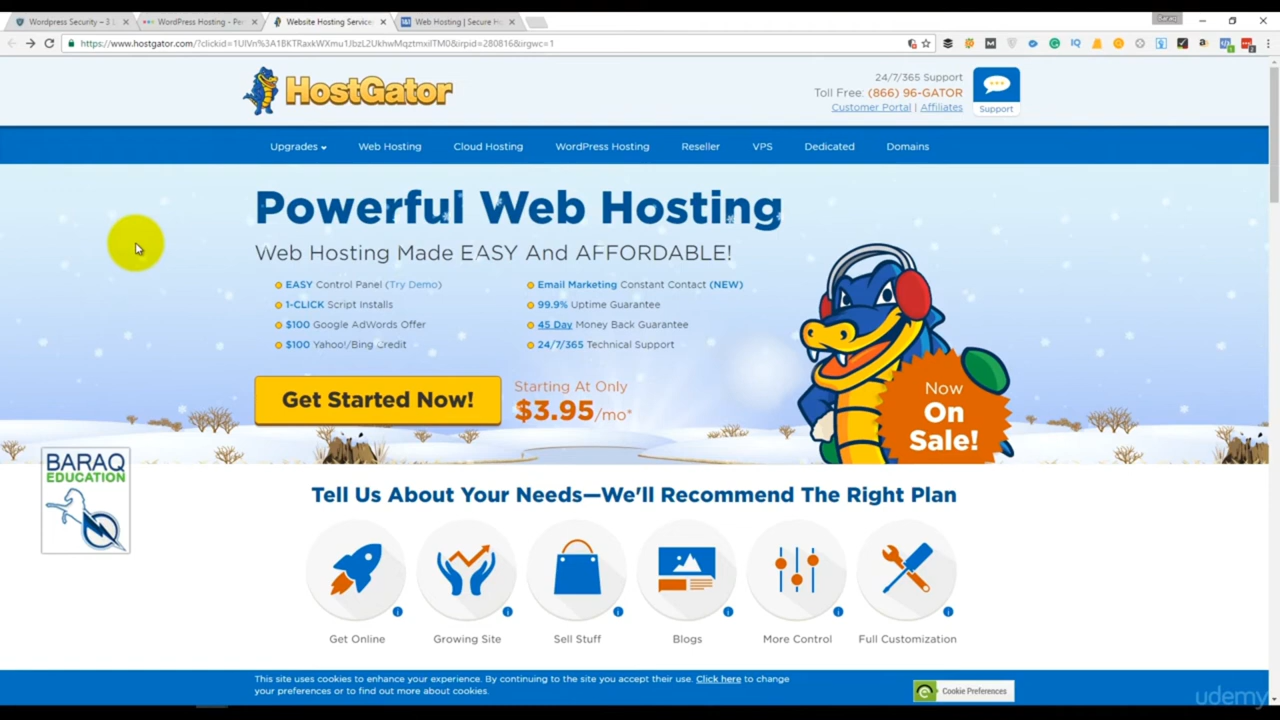 Wordpress Security – 3 L
WordPress Hosting - Per
Website Hosting Service
Web Hosting | Secure H
Baraq
https://www.hostgator.com/?clickid=1UlVn%3A1BKTRaxkWXmu1JbzL2UkhwMqztmxilTM0&irpid=280816&irgwc=1
HostGator
24/7/365 Support
Toll Free: (866) 96-GATOR
Customer Portal | Affiliates
Support
Upgrades Web Hosting Cloud Hosting WordPress Hosting Reseller VPS Dedicated Domains
Powerful Web Hosting
Web Hosting Made EASY And AFFORDABLE!
EASY Control Panel (Try Demo)
1-CLICK Script Installs
$100 Google AdWords Offer
$100 Yahoo!/Bing Credit
Email Marketing Constant Contact (NEW)
99.9% Uptime Guarantee
45 Day Money Back Guarantee
24/7/365 Technical Support
Get Started Now!
Starting At Only
$3.95/mo*
Now
On
Sale!
BARAQ
EDUCATION
Tell Us About Your Needs—We'll Recommend The Right Plan
Get Online
Growing Site
Sell Stuff
Blogs
More Control
Full Customization
This site uses cookies to enhance your experience. By continuing to the site you accept their use. Click here to change
your preferences or to find out more about cookies.
Cookie Preferences
udemy